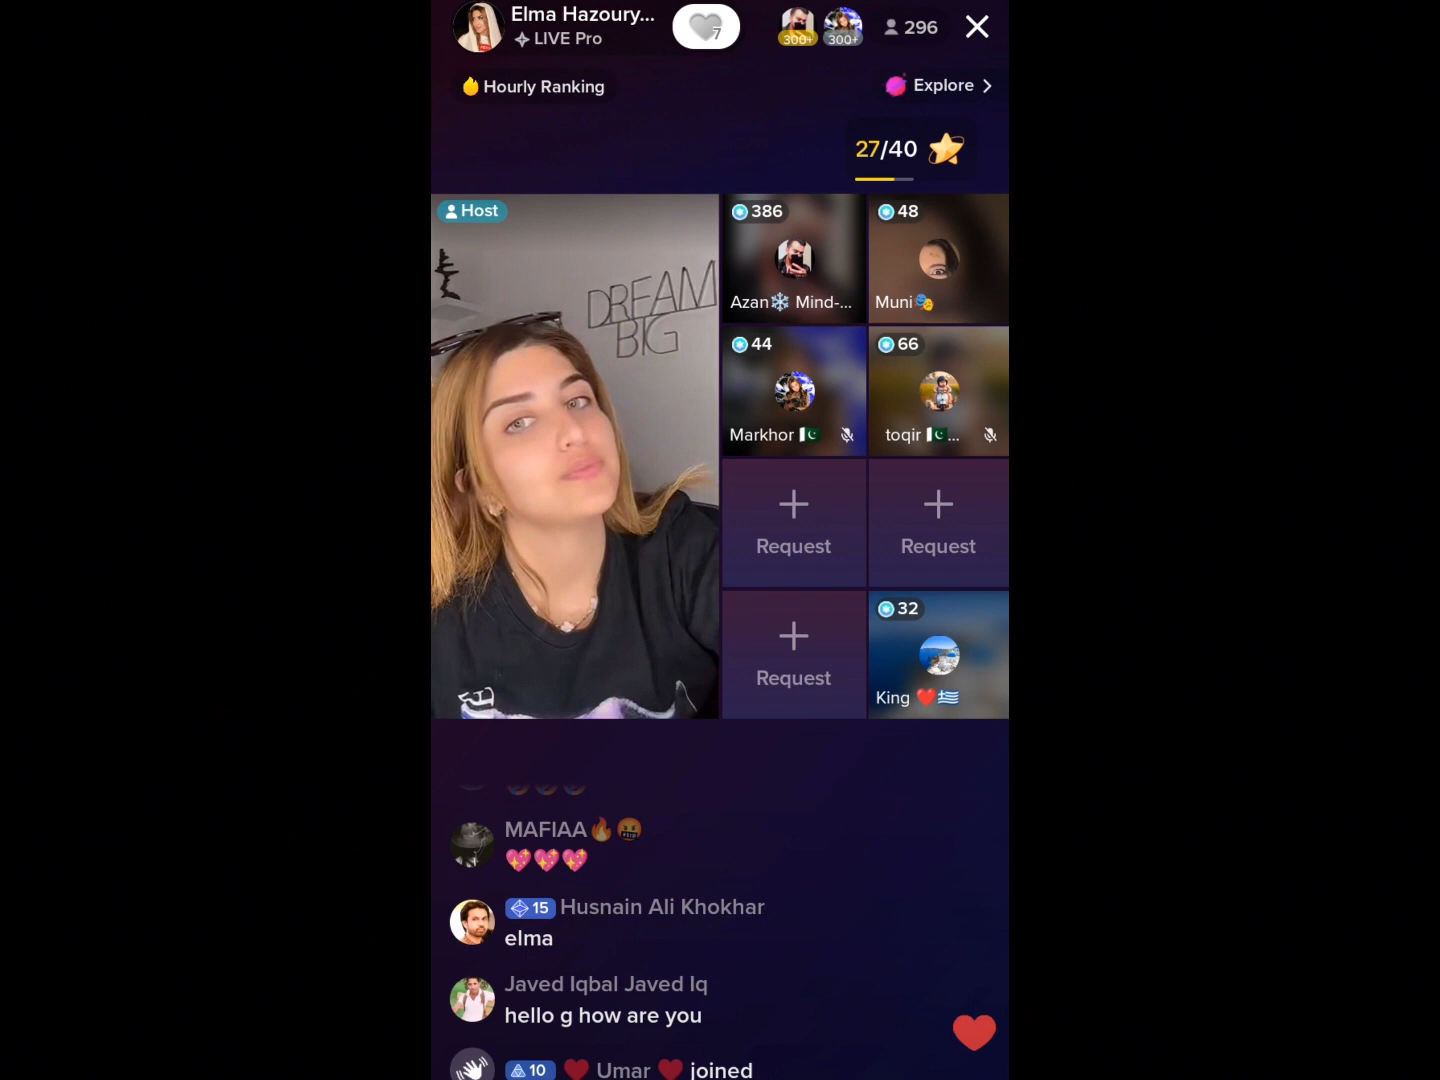 Elma Hazoury...
LIVE Pro
7
300+
300+
296
Hourly Ranking
Explore
27/40
Host
DREAM
BIG
386
Azan❄️ Mind-...
48
Muni🎭
44
Markhor 🇵🇰
66
toqir 🇵🇰...
Request
Request
Request
32
King ❤️🇬🇷
MAFIAA🔥🤬
💖💖💖
15 Husnain Ali Khokhar
elma
Javed Iqbal Javed Iq
hello g how are you
10 ❤️ Umar ❤️ joined